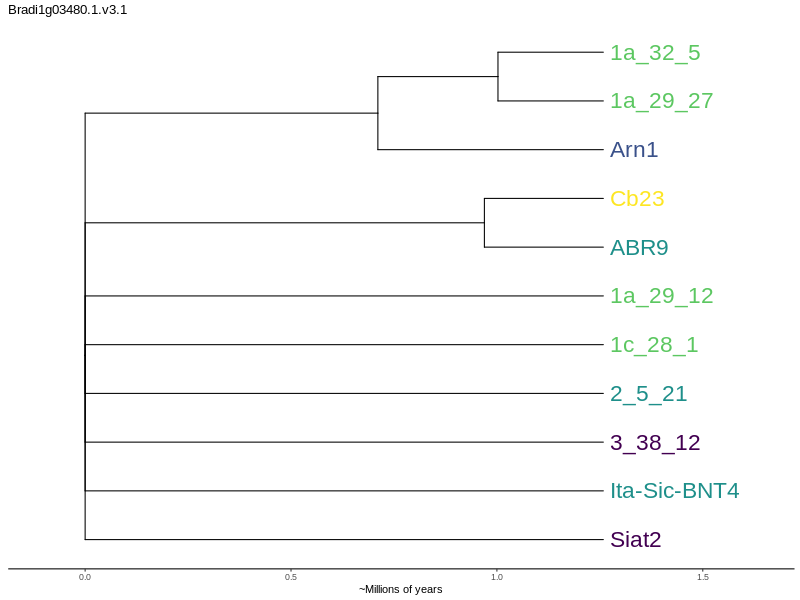 Bradi1g03480.1.v3.1
1a_32_5
1a_29_27
Arn1
Cb23
ABR9
1a_29_12
1c_28_1
2_5_21
3_38_12
Ita-Sic-BNT4
Siat2
0.0 0.5 1.0 1.5
~Millions of years